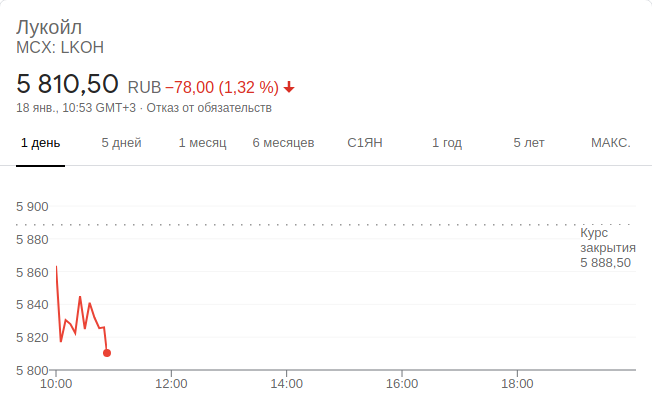 Лукойл
MCX: LKOH
5 810,50 RUB −78,00 (1,32 %)
18 янв., 10:53 GMT+3 · Отказ от обязательств
1 день 5 дней 1 месяц 6 месяцев С1ЯН 1 год 5 лет МАКС.
5 900
5 880
Курс
закрытия
5 888,50
5 860
5 840
5 820
5 800
10:00 12:00 14:00 16:00 18:00